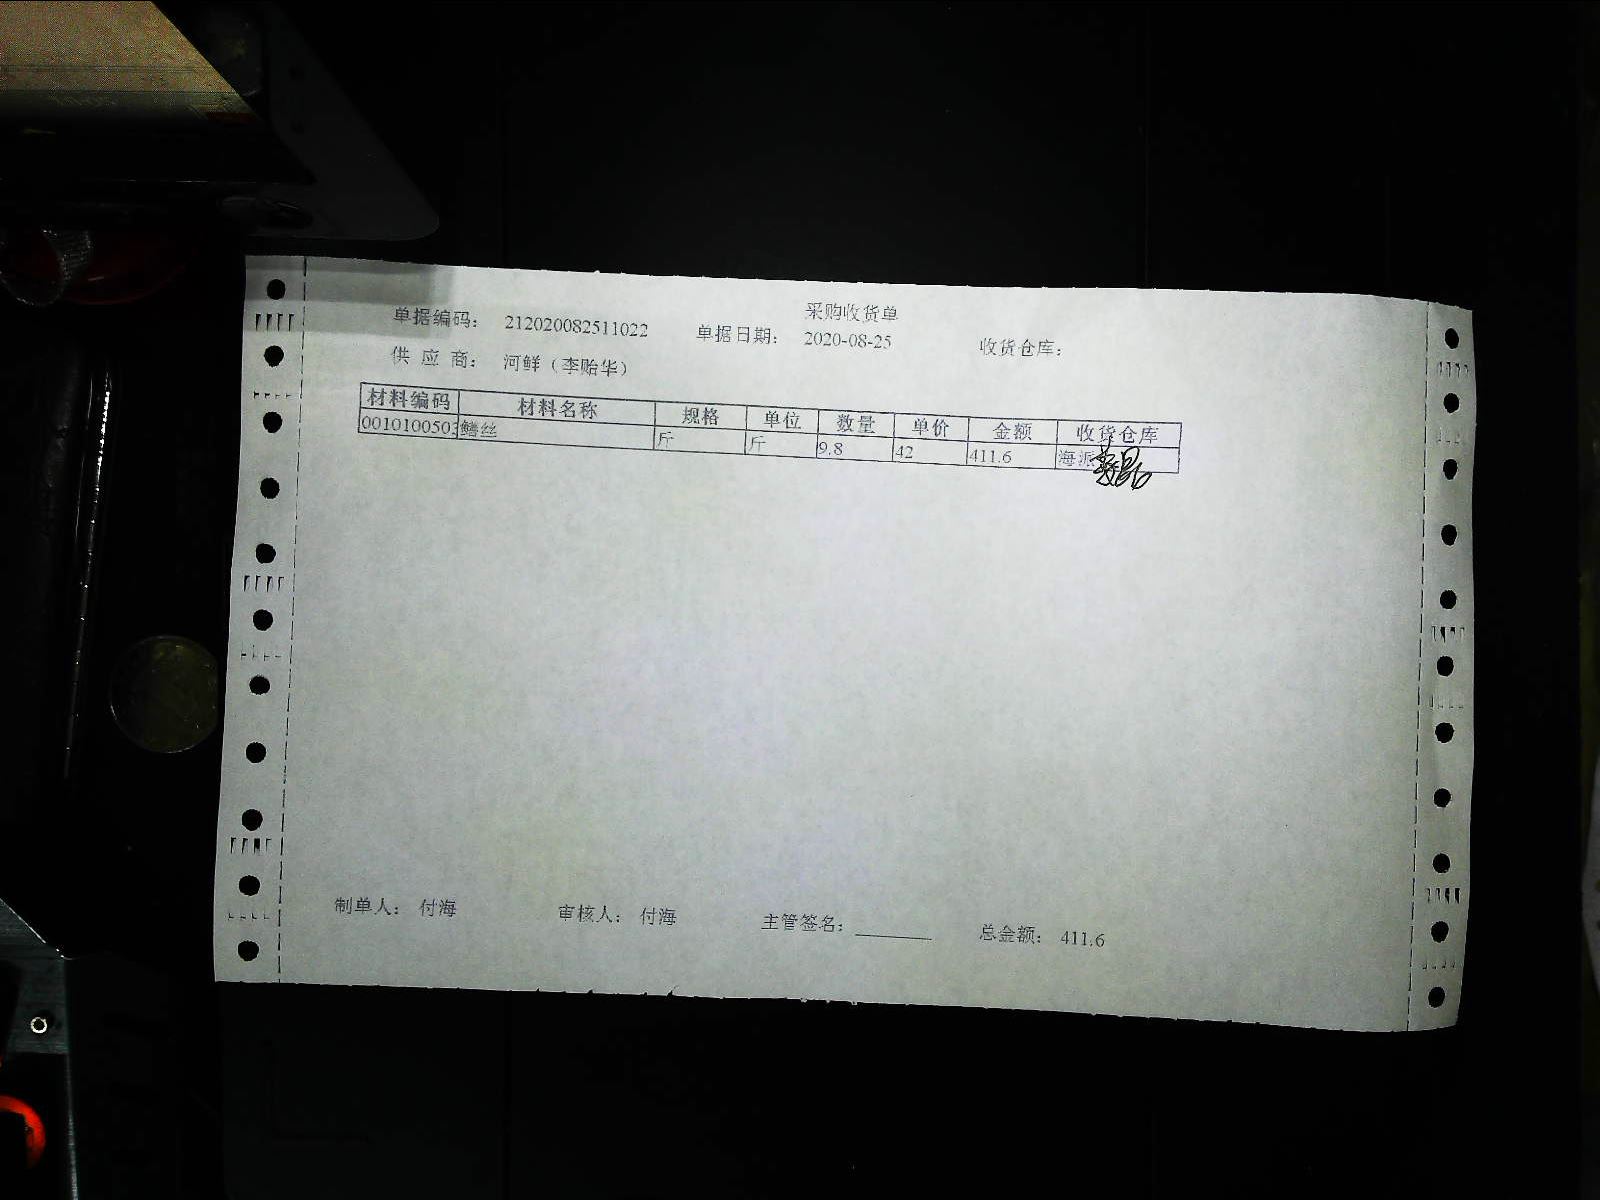 采购收货单
单据编码： 212020082511022 单据日期： 2020-08-25 收货仓库：
供 应 商： 河鲜（李贻华）
材料编码 材料名称 规格 单位 数量 单价 金额 收货仓库
0010100503 鳝丝 斤 斤 9.8 42 411.6 海派
制单人： 付海 审核人： 付海 主管签名： 总金额： 411.6